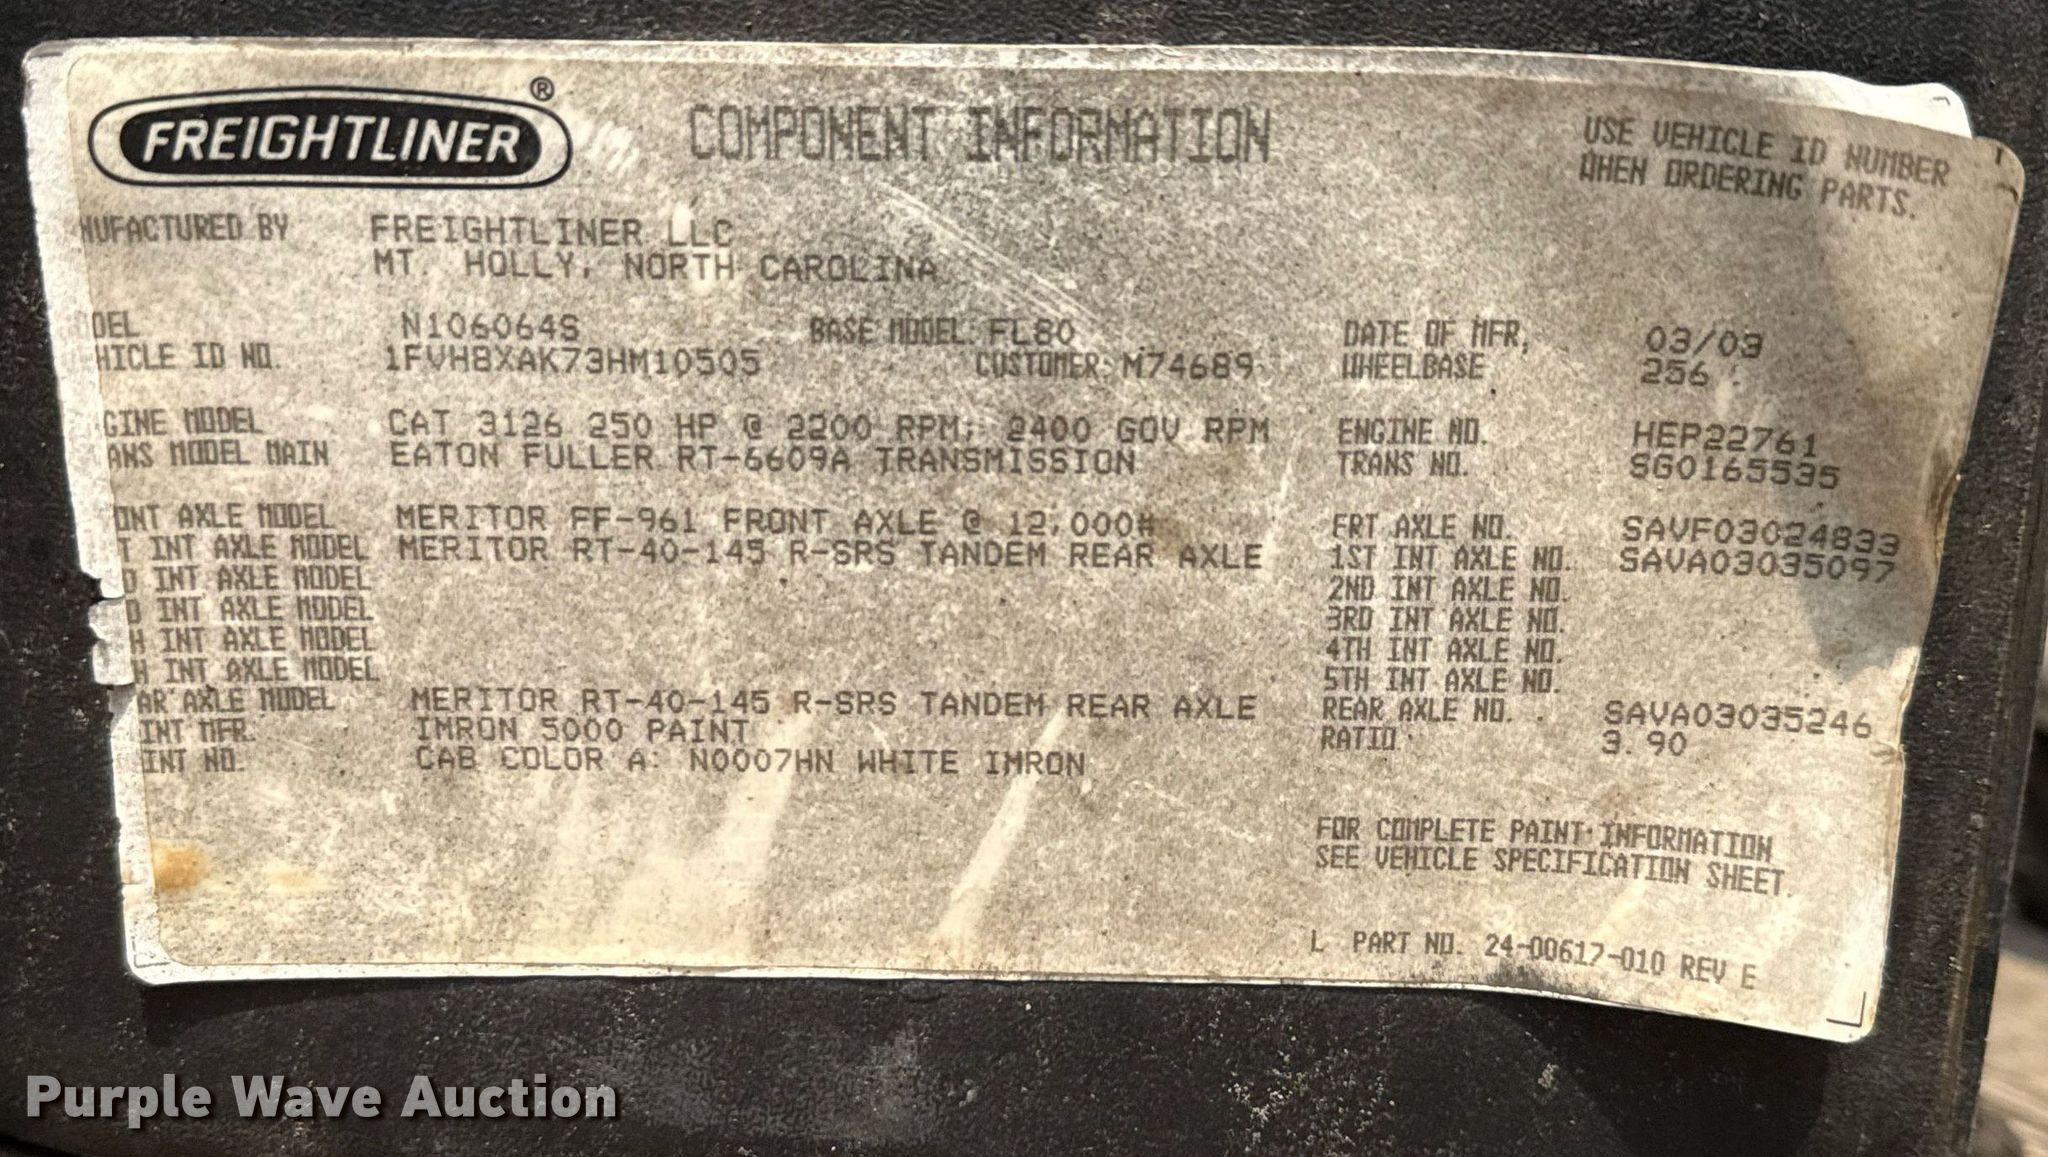 FREIGHTLINER®
COMPONENT INFORMATION
USE VEHICLE ID NUMBER
WHEN ORDERING PARTS.
NUFACTURED BY FREIGHTLINER LLC
MT. HOLLY, NORTH CAROLINA
DEL N106064S BASE MODEL: FL80 DATE OF MFR, 03/03
HICLE ID NO. 1FVHBXAK73HM10505 CUSTOMER: M74689 WHEELBASE 256
GINE MODEL CAT 3126 250 HP @ 2200 RPM; 2400 GOV RPM ENGINE NO. HEP22761
ANS MODEL MAIN EATON FULLER RT-6609A TRANSMISSION TRANS NO. SG0165535
ONT AXLE MODEL MERITOR FF-961 FRONT AXLE @ 12,000# FRT AXLE NO. SAVF03024833
T INT AXLE MODEL MERITOR RT-40-145 R-SRS TANDEM REAR AXLE 1ST INT AXLE NO. SAVA03035097
D INT AXLE MODEL 2ND INT AXLE NO.
D INT AXLE MODEL 3RD INT AXLE NO.
H INT AXLE MODEL 4TH INT AXLE NO.
H INT AXLE MODEL 5TH INT AXLE NO.
AR AXLE MODEL MERITOR RT-40-145 R-SRS TANDEM REAR AXLE REAR AXLE NO. SAVA03035246
INT MFR. IMRON 5000 PAINT RATIO 3.90
INT NO. CAB COLOR A: N0007HN WHITE IMRON
FOR COMPLETE PAINT INFORMATION
SEE VEHICLE SPECIFICATION SHEET.
L PART NO. 24-00617-010 REV E
Purple Wave Auction